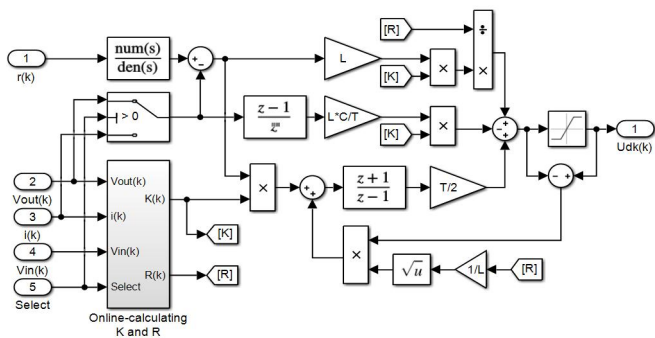 1
r(k)
num(s)
den(s)
+
−
L
[R]
[K]
×
÷
×
> 0
z − 1
z
L*C/T
[K]
×
−
+
+
1
Udk(k)
2
Vout(k)
3
i(k)
4
Vin(k)
5
Select
Vout(k)
i(k)
Vin(k)
Select
K(k)
R(k)
Online-calculating
K and R
[K]
[R]
×
+
+
z + 1
z − 1
T/2
− +
×
√u
1/L
[R]